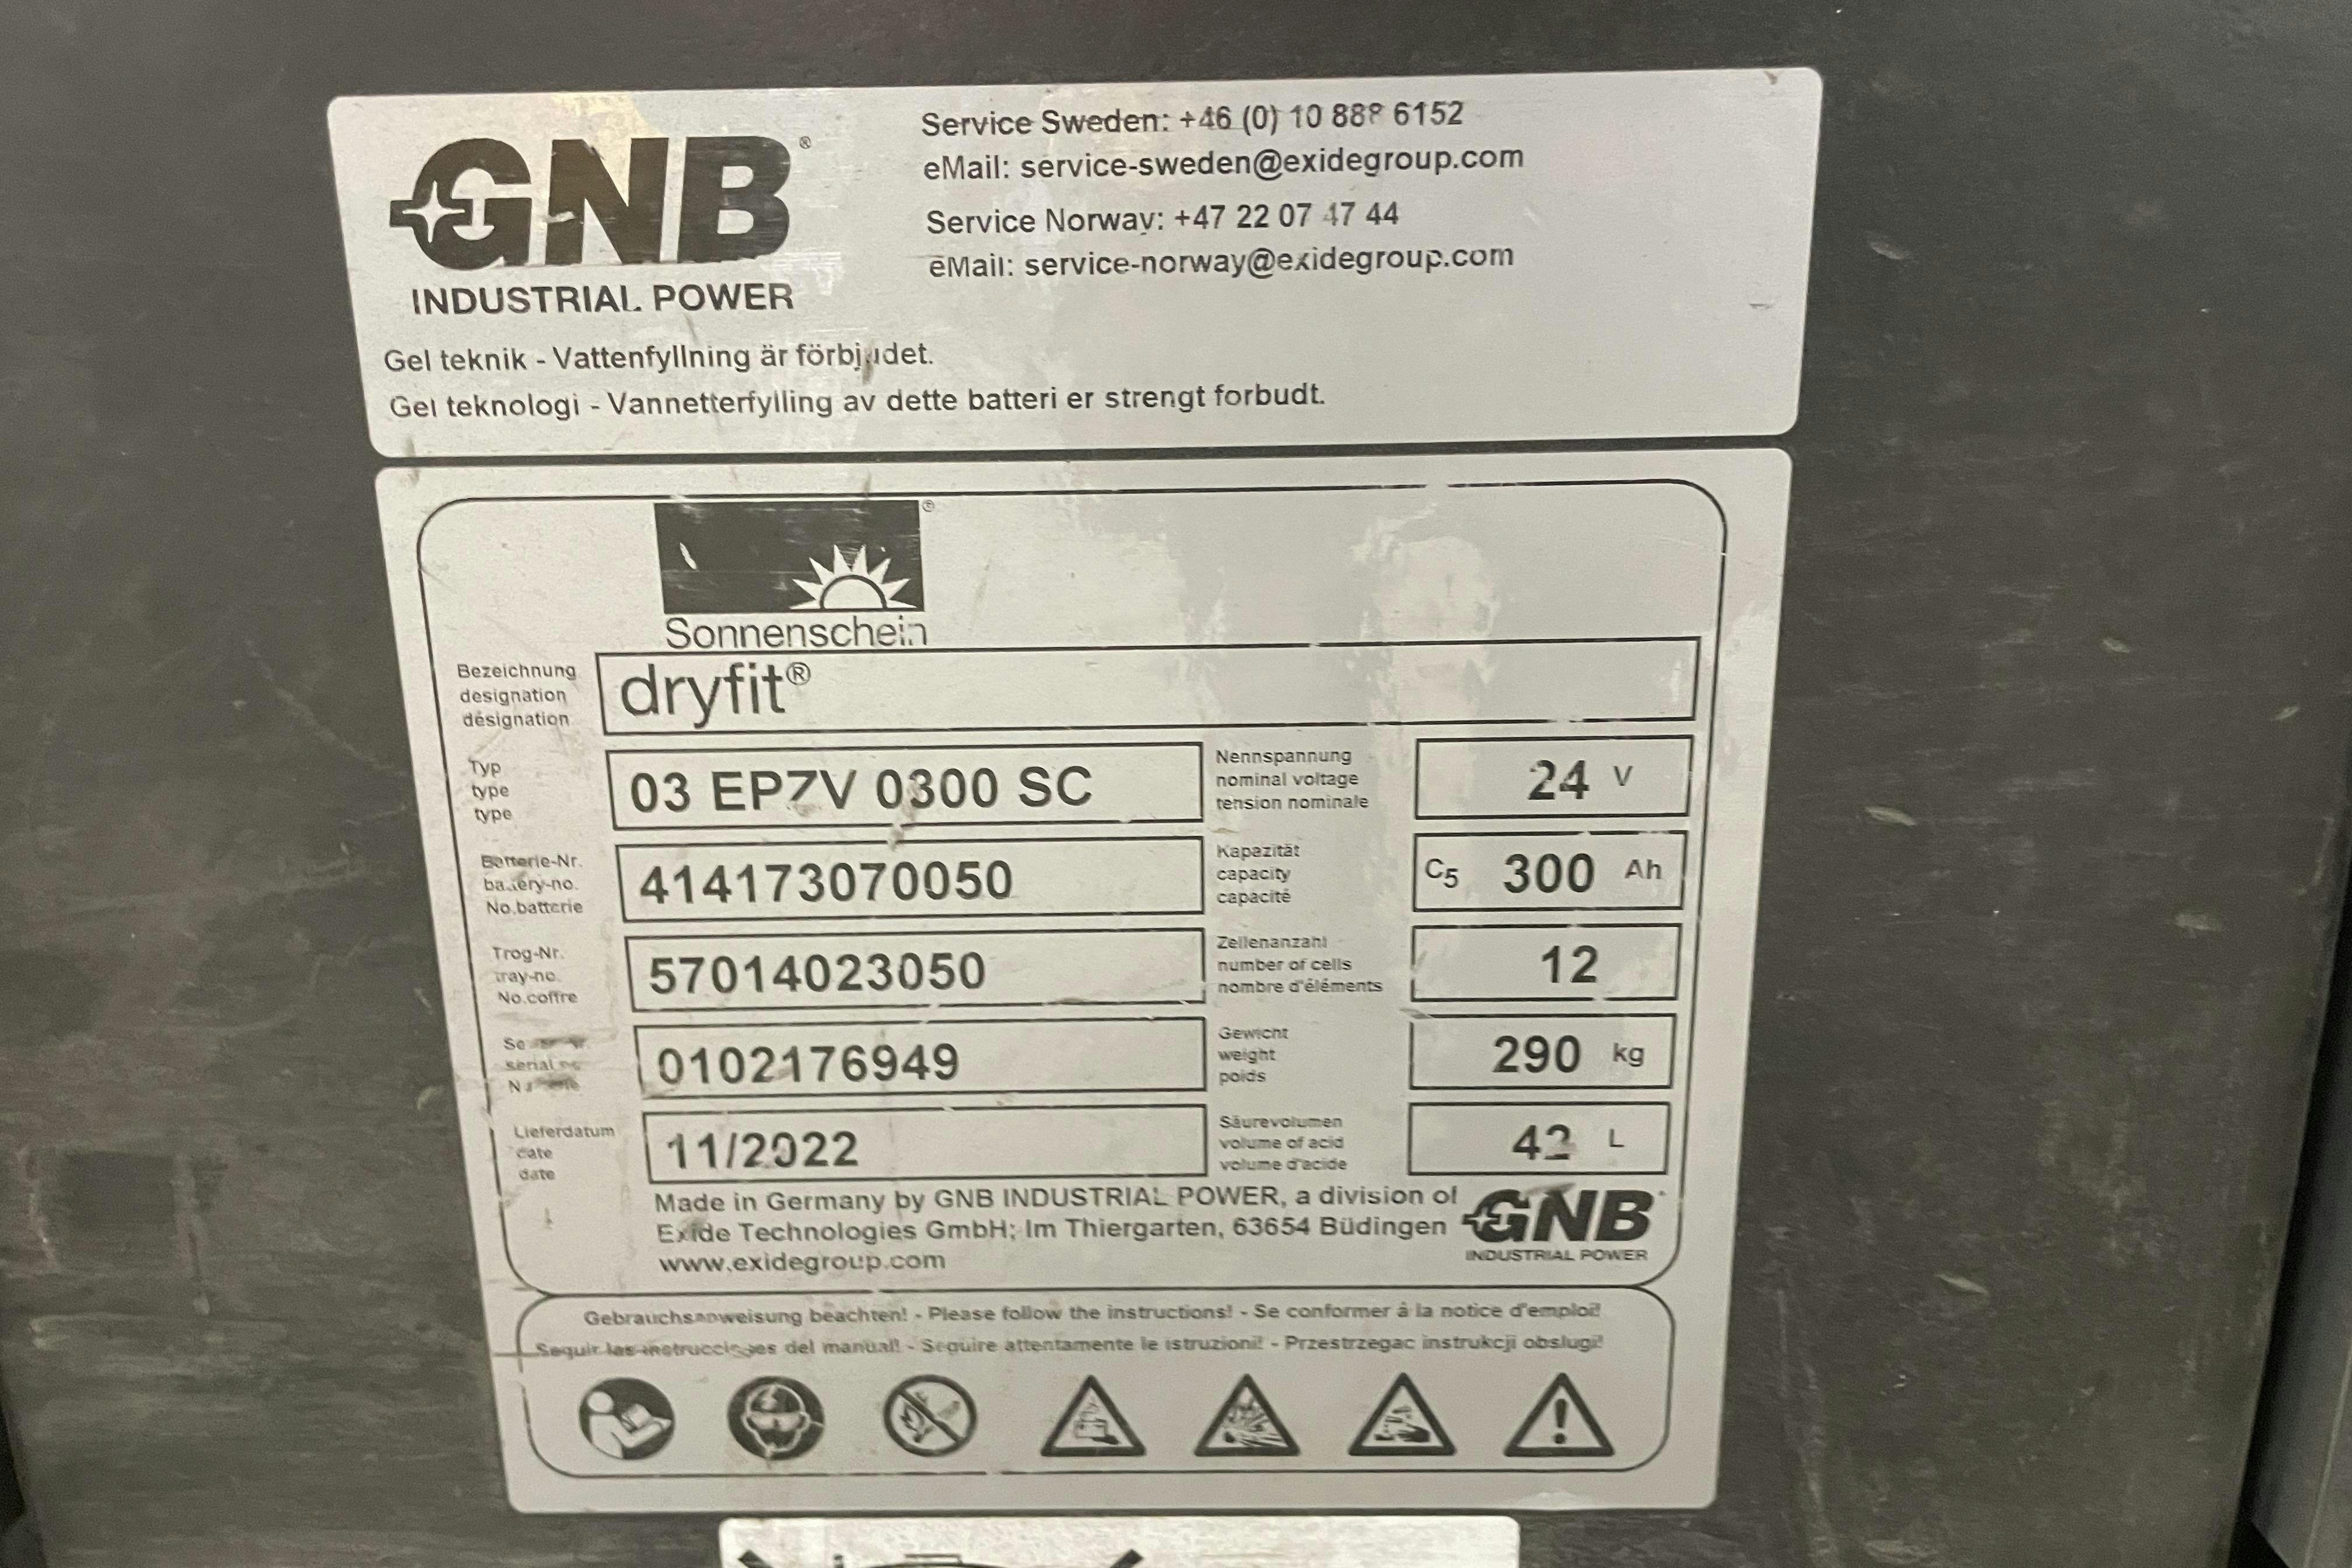 GNB®
INDUSTRIAL POWER
Service Sweden: +46 (0) 10 888 6152
eMail: service-sweden@exidegroup.com
Service Norway: +47 22 07 47 44
eMail: service-norway@exidegroup.com
Gel teknik - Vattenfyllning är förbjudet.
Gel teknologi - Vannetterfylling av dette batteri er strengt forbudt.
®
Sonnenschein
Bezeichnung
designation
désignation
dryfit®
Typ
type
type
03 EPZV 0300 SC
Nennspannung
nominal voltage
tension nominale
24 V
Batterie-Nr.
battery-no.
No.batterie
414173070050
Kapazität
capacity
capacité
C5 300 Ah
Trog-Nr.
tray-no.
No.coffre
57014023050
Zellenanzahl
number of cells
nombre d'éléments
12
serial
0102176949
Gewicht
weight
poids
290 kg
Lieferdatum
date
date
11/2022
Säurevolumen
volume of acid
volume d'acide
42 L
Made in Germany by GNB INDUSTRIAL POWER, a division of
Exide Technologies GmbH; Im Thiergarten, 63654 Büdingen
www.exidegroup.com
GNB
INDUSTRIAL POWER
Gebrauchsanweisung beachten! - Please follow the instructions! - Se conformer à la notice d'emploi!
Seguir las instrucciones del manual! - Seguire attentamente le istruzioni! - Przestrzegac instrukcji obslugi!